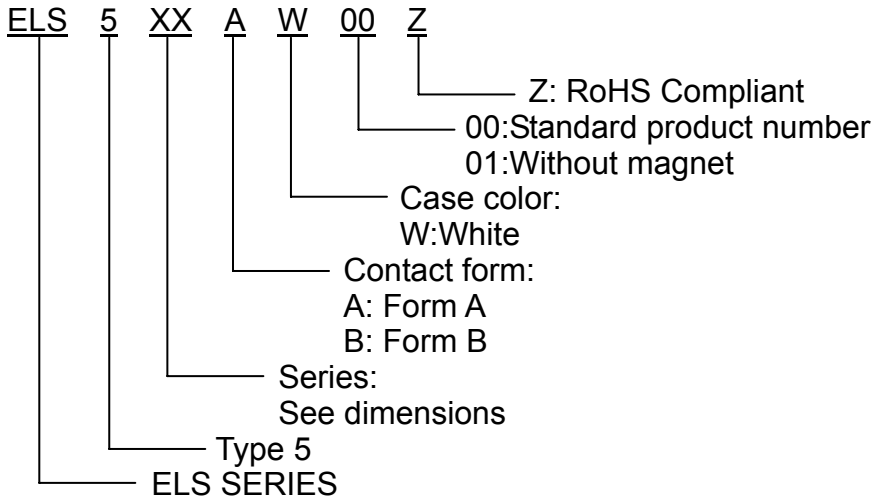 ELS 5 XX A W 00 Z
Z: RoHS Compliant
00:Standard product number
01:Without magnet
Case color:
W:White
Contact form:
A: Form A
B: Form B
Series:
See dimensions
Type 5
ELS SERIES